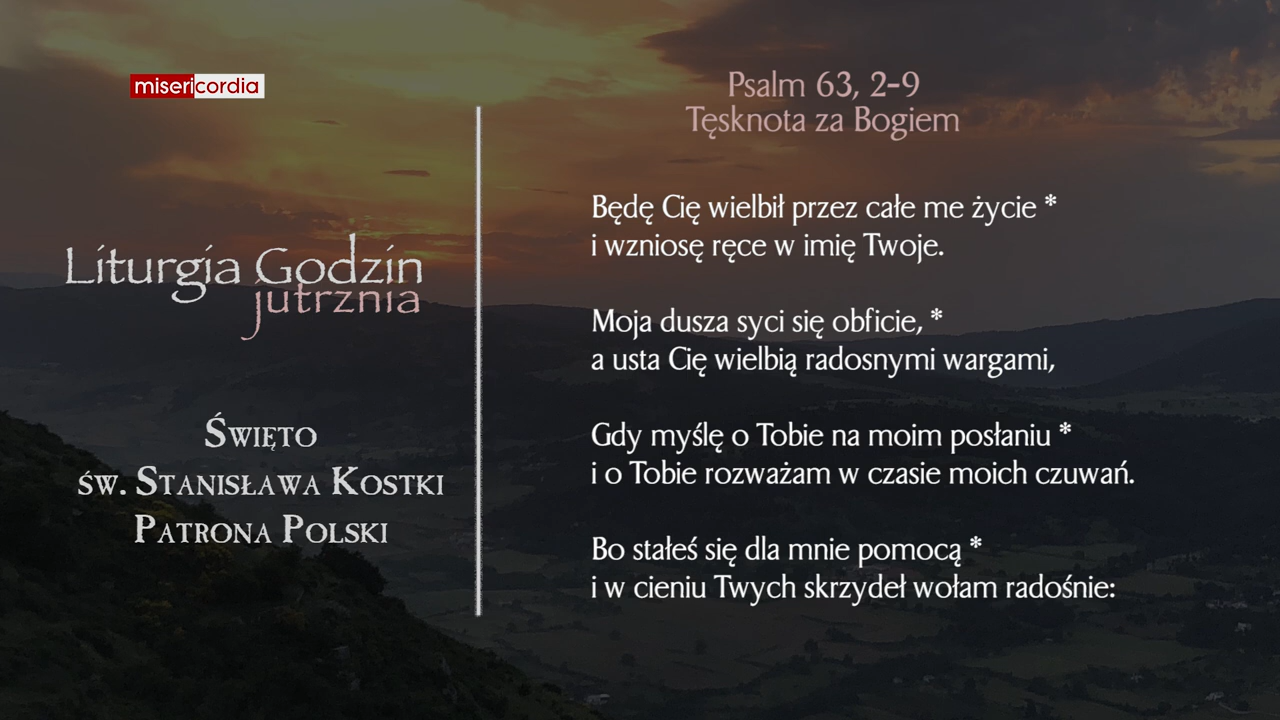 misericordia
Liturgia Godzin
jutrznia
Święto
św. Stanisława Kostki
Patrona Polski
Psalm 63, 2-9
Tęsknota za Bogiem
Będę Cię wielbił przez całe me życie *
i wzniosę ręce w imię Twoje.
Moja dusza syci się obficie, *
a usta Cię wielbią radosnymi wargami,
Gdy myślę o Tobie na moim posłaniu *
i o Tobie rozważam w czasie moich czuwań.
Bo stałeś się dla mnie pomocą *
i w cieniu Twych skrzydeł wołam radośnie: